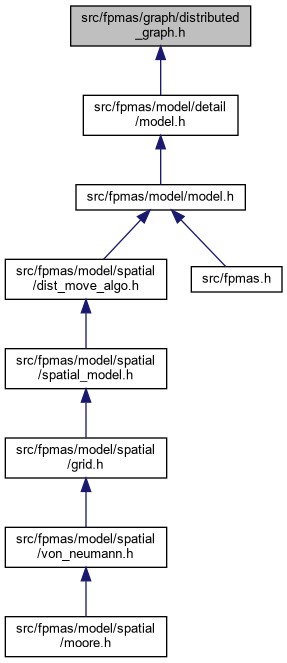 src/fpmas/graph/distributed
_graph.h
src/fpmas/model/detail
/model.h
src/fpmas/model/model.h
src/fpmas/model/spatial
/dist_move_algo.h
src/fpmas.h
src/fpmas/model/spatial
/spatial_model.h
src/fpmas/model/spatial
/grid.h
src/fpmas/model/spatial
/von_neumann.h
src/fpmas/model/spatial
/moore.h